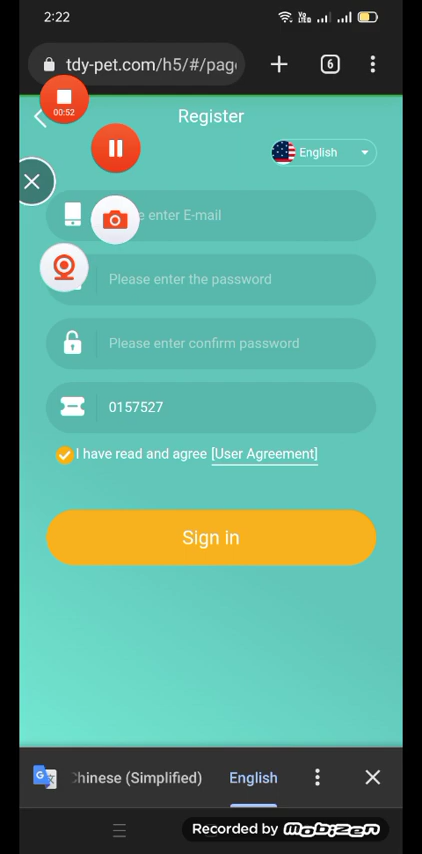 2:22
tdy-pet.com/h5/#/page
6
00:52
Register
English
enter E-mail
Please enter the password
Please enter confirm password
0157527
I have read and agree [User Agreement]
Sign in
Chinese (Simplified)
English
Recorded by MOBIZEN